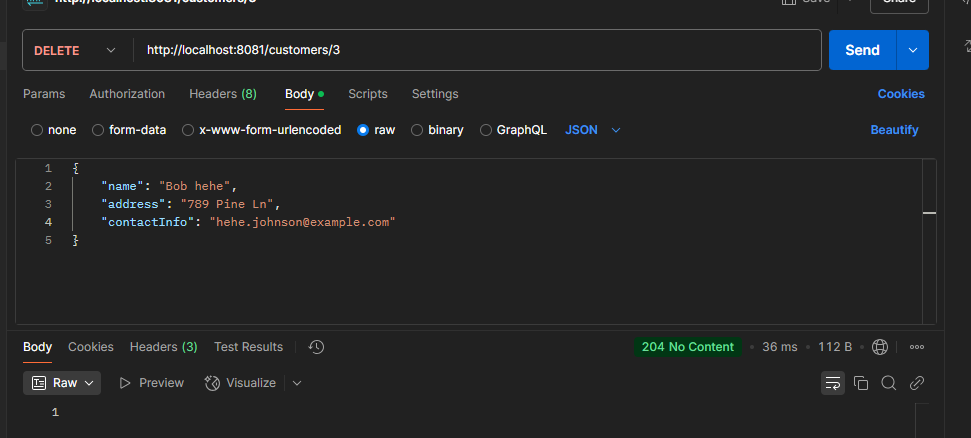 http://localhost:8081/customers/3 Save Share
DELETE http://localhost:8081/customers/3 Send
Params Authorization Headers (8) Body Scripts Settings Cookies
none form-data x-www-form-urlencoded raw binary GraphQL JSON Beautify
1 {
2 "name": "Bob hehe",
3 "address": "789 Pine Ln",
4 "contactInfo": "hehe.johnson@example.com"
5 }
Body Cookies Headers (3) Test Results 204 No Content • 36 ms • 112 B
Raw Preview Visualize
1